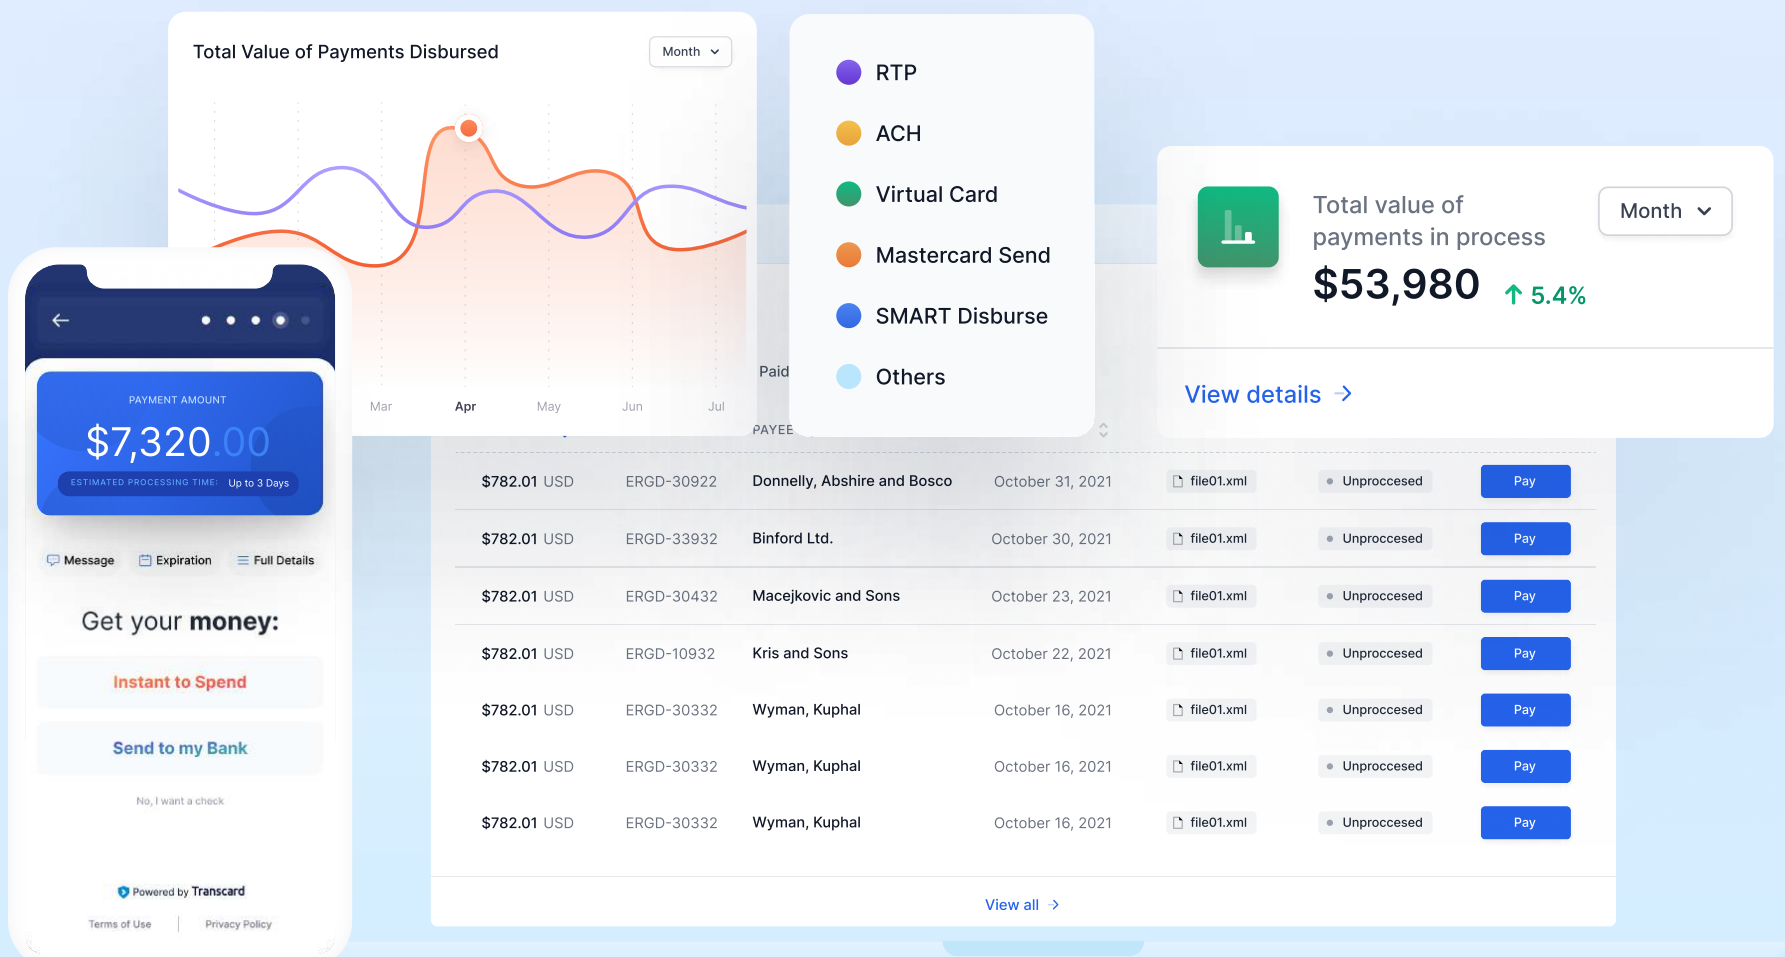 Total Value of Payments Disbursed
Month
Mar Apr May Jun Jul
RTP
ACH
Virtual Card
Mastercard Send
SMART Disburse
Others
Total value of
payments in process
Month
$53,980
5.4%
View details
PAYMENT AMOUNT
$7,320.00
ESTIMATED PROCESSING TIME: Up to 3 Days
Message Expiration Full Details
Get your money:
Instant to Spend
Send to my Bank
No, I want a check
Powered by Transcard
Terms of Use Privacy Policy
Paid
PAYEE
$782.01 USD ERGD-30922 Donnelly, Abshire and Bosco October 31, 2021 file01.xml Unproccesed Pay
$782.01 USD ERGD-33932 Binford Ltd. October 30, 2021 file01.xml Unproccesed Pay
$782.01 USD ERGD-30432 Macejkovic and Sons October 23, 2021 file01.xml Unproccesed Pay
$782.01 USD ERGD-10932 Kris and Sons October 22, 2021 file01.xml Unproccesed Pay
$782.01 USD ERGD-30332 Wyman, Kuphal October 16, 2021 file01.xml Unproccesed Pay
$782.01 USD ERGD-30332 Wyman, Kuphal October 16, 2021 file01.xml Unproccesed Pay
$782.01 USD ERGD-30332 Wyman, Kuphal October 16, 2021 file01.xml Unproccesed Pay
View all